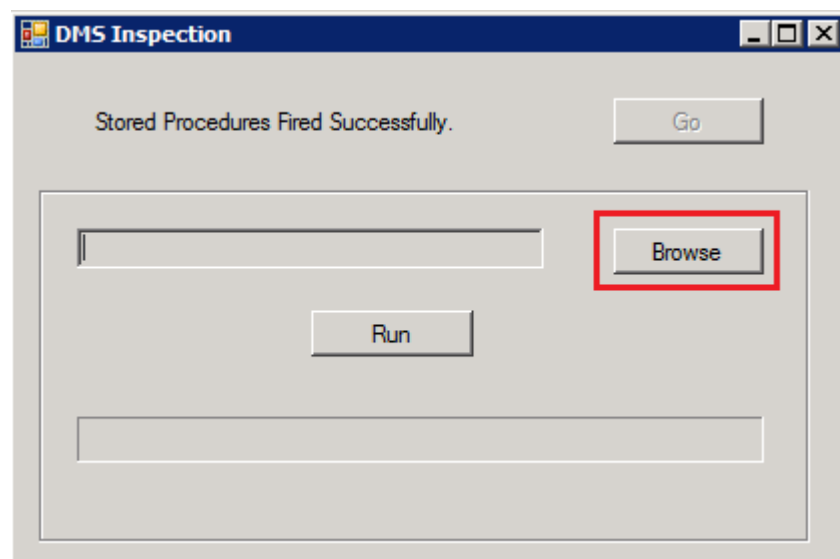 DMS Inspection
Stored Procedures Fired Successfully.
Go
Browse
Run